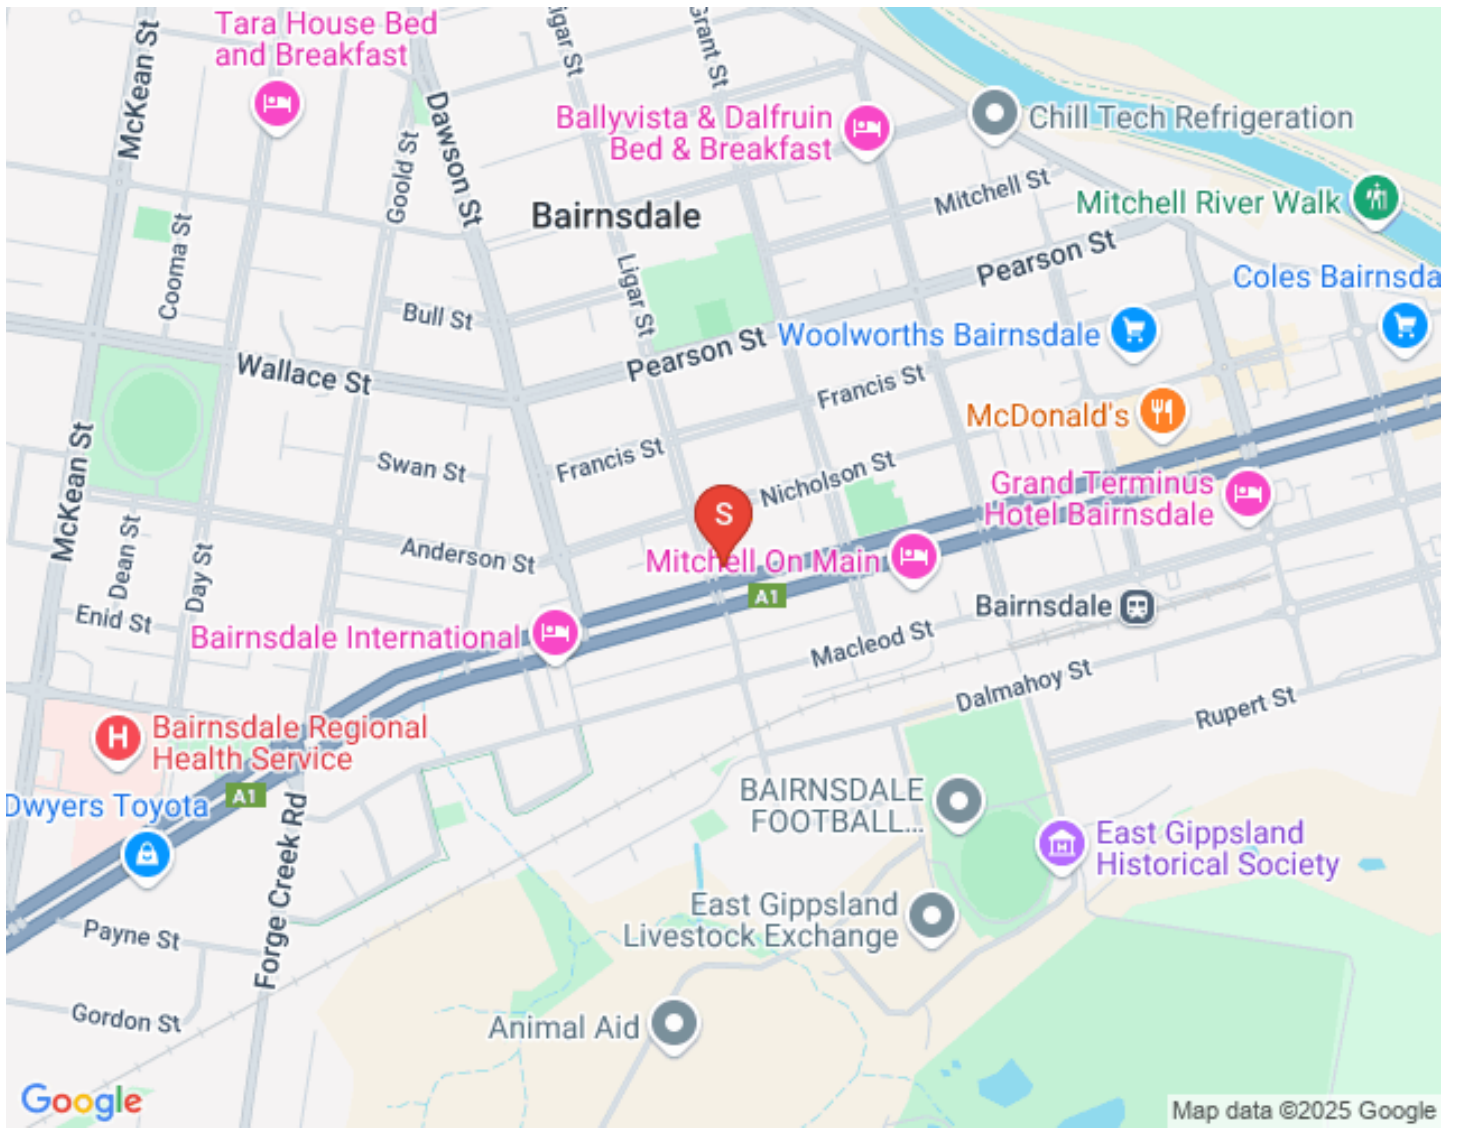 Tara House Bed
and Breakfast
McKean St
Ligar St
Grant St
Dawson St
Goold St
Ballyvista & Dalfruin
Bed & Breakfast
Chill Tech Refrigeration
Mitchell St
Mitchell River Walk
Bairnsdale
Cooma St
Ligar St
Pearson St
Coles Bairnsda
Bull St
Woolworths Bairnsdale
Pearson St
Wallace St
Francis St
McDonald's
McKean St
Swan St
Francis St
Nicholson St
Grand Terminus
Hotel Bairnsdale
S
Dean St
Day St
Anderson St
Mitchell On Main
A1
Bairnsdale
Enid St
Bairnsdale International
Macleod St
Dalmahoy St
Rupert St
H
Bairnsdale Regional
Health Service
A1
Dwyers Toyota
BAIRNSDALE
FOOTBALL...
East Gippsland
Historical Society
Forge Creek Rd
East Gippsland
Livestock Exchange
Payne St
Gordon St
Animal Aid
Google
Map data ©2025 Google